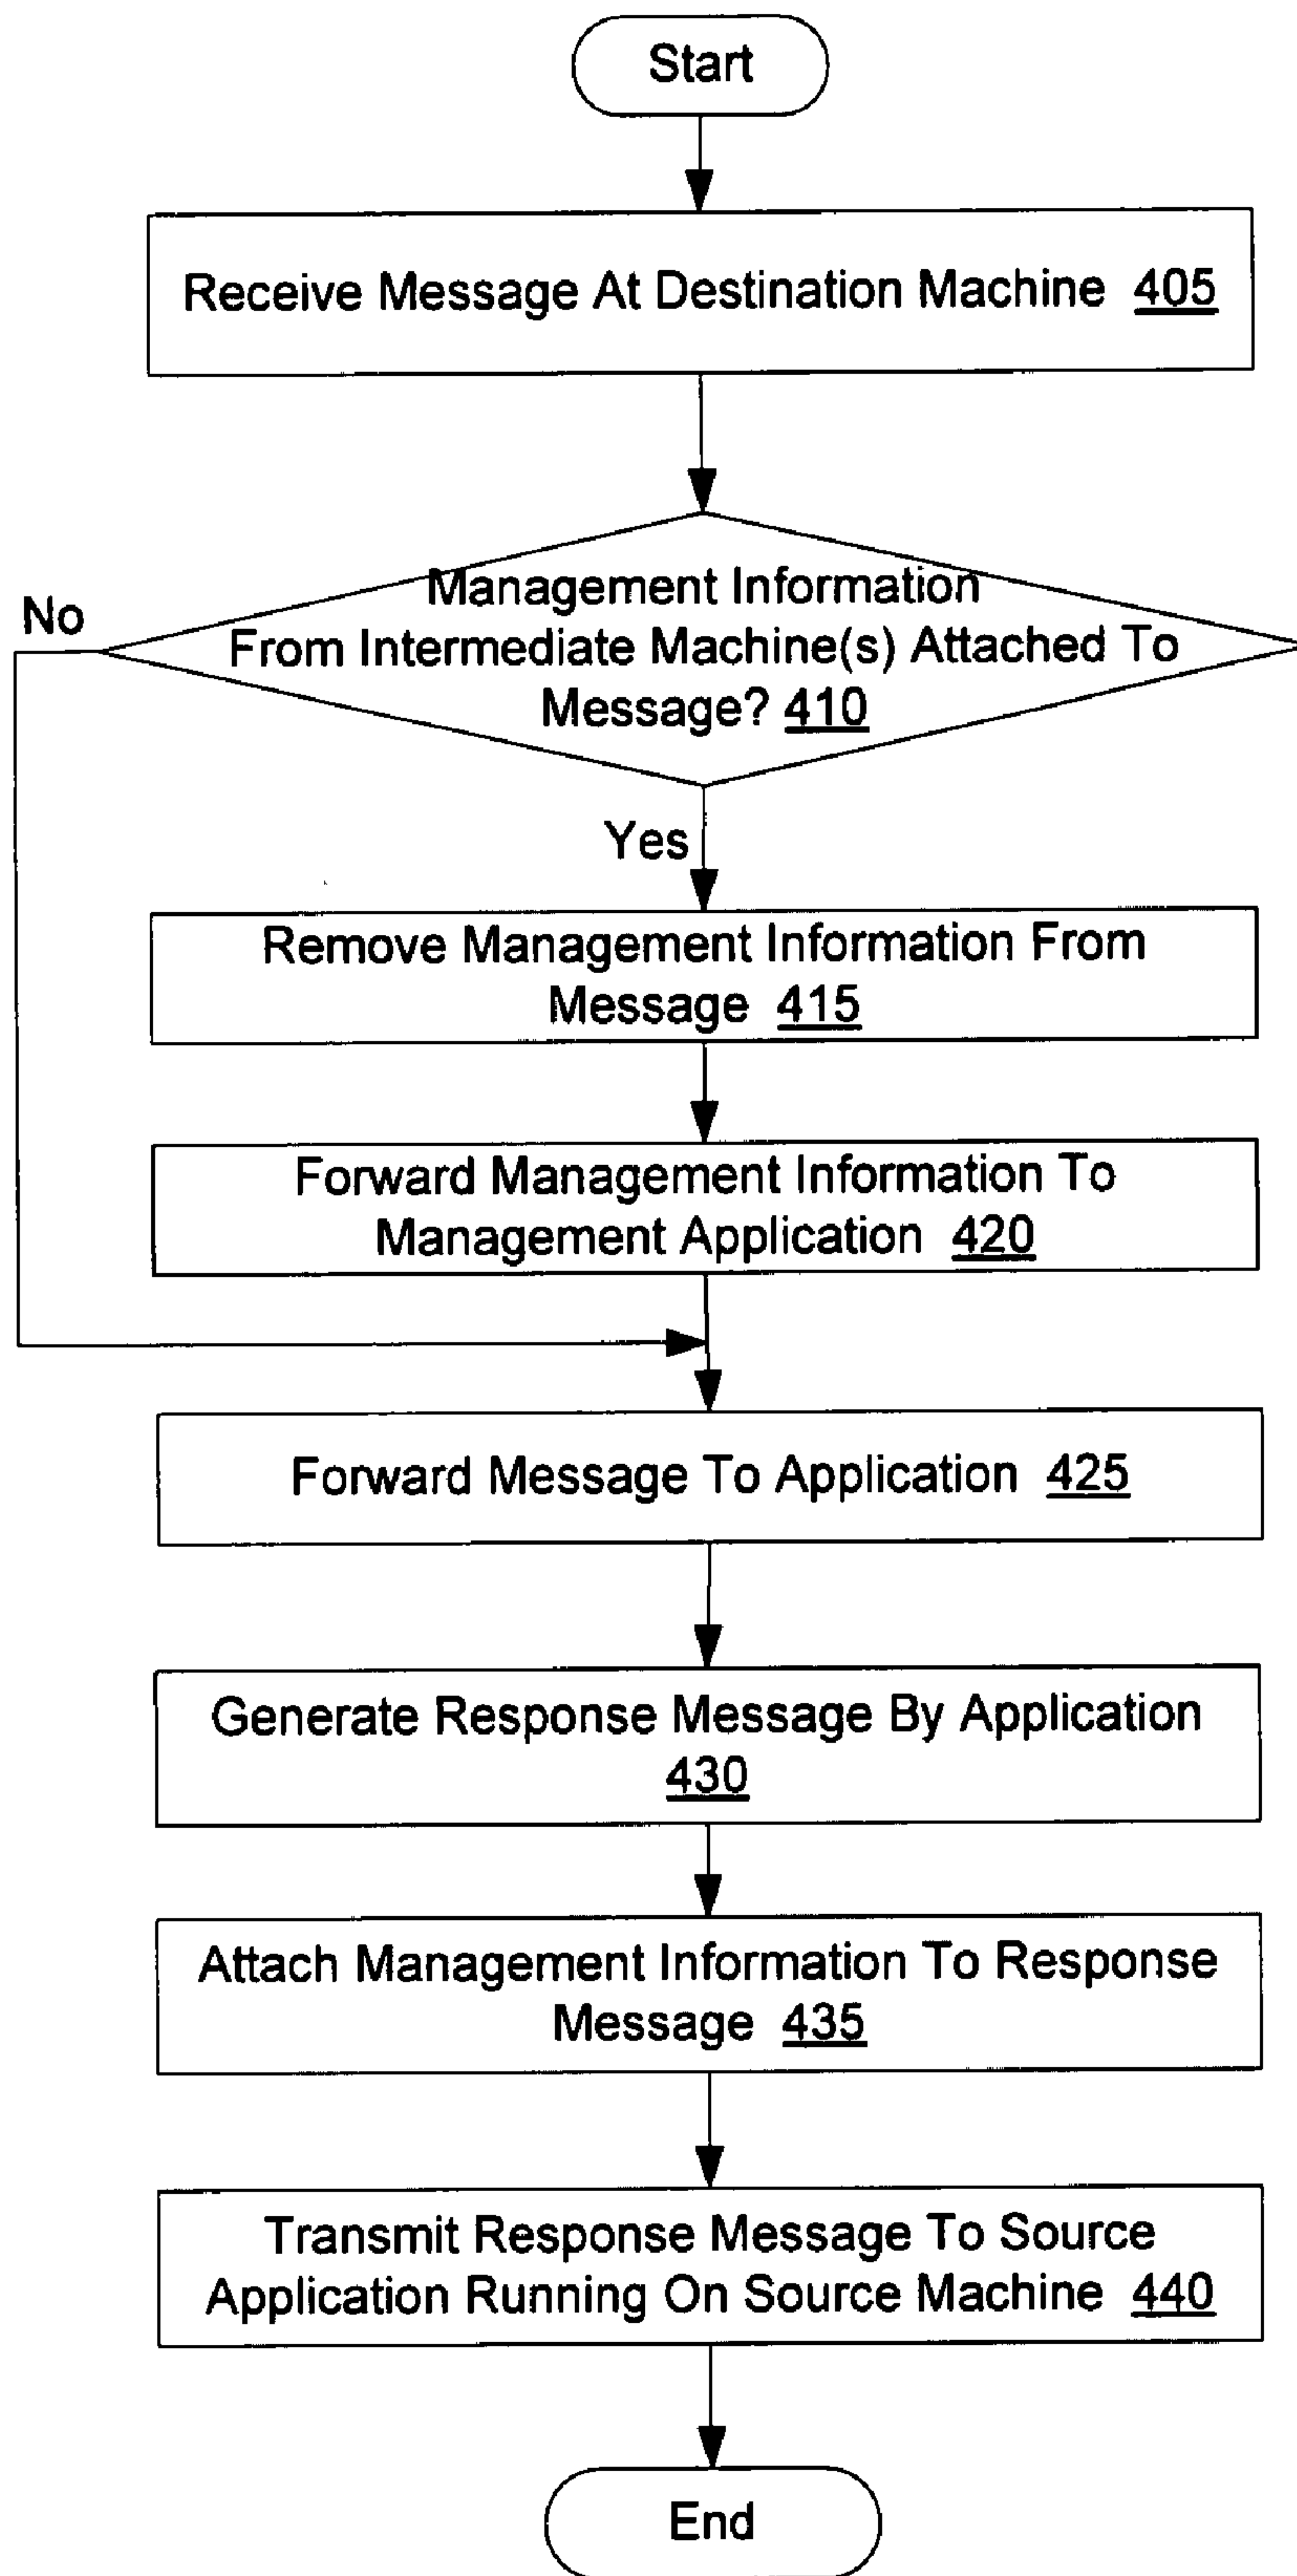 Start
Receive Message At Destination Machine 405
No
Management Information
From Intermediate Machine(s) Attached To
Message? 410
Yes
Remove Management Information From
Message 415
Forward Management Information To
Management Application 420
Forward Message To Application 425
Generate Response Message By Application
430
Attach Management Information To Response
Message 435
Transmit Response Message To Source
Application Running On Source Machine 440
End